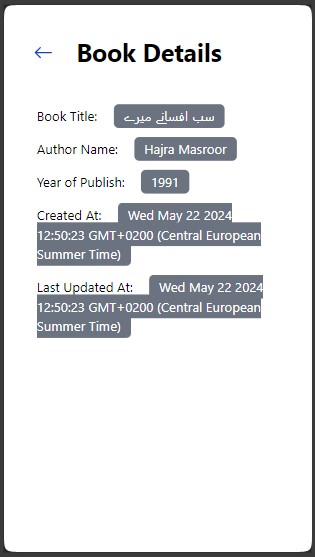 ← Book Details
Book Title: سب افسانے میرے
Author Name: Hajra Masroor
Year of Publish: 1991
Created At: Wed May 22 2024
12:50:23 GMT+0200 (Central European
Summer Time)
Last Updated At: Wed May 22 2024
12:50:23 GMT+0200 (Central European
Summer Time)